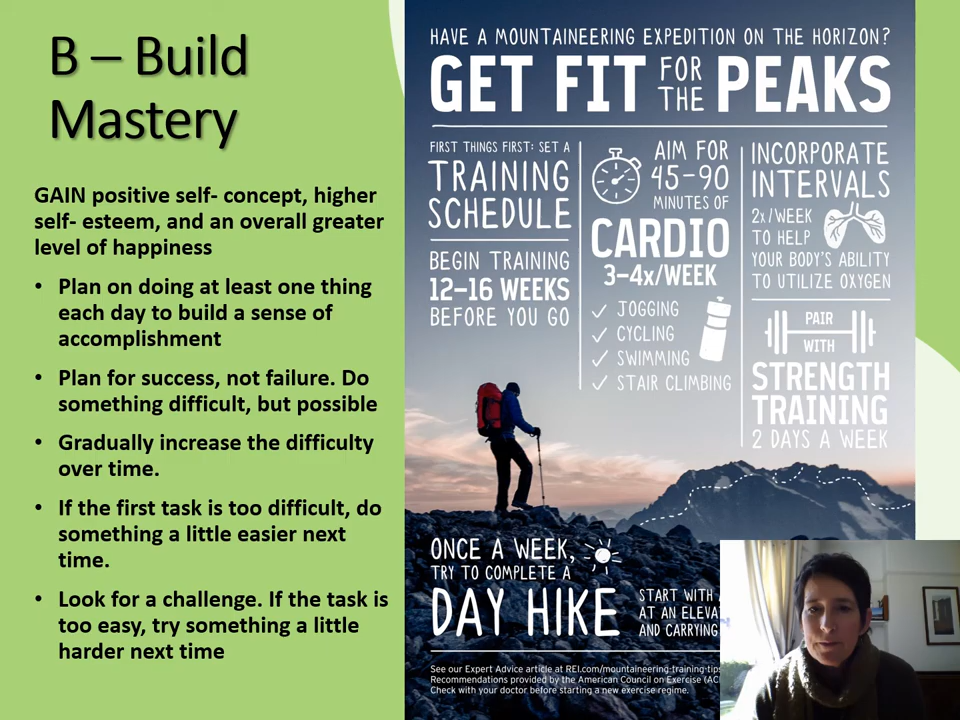 B – Build
Mastery
GAIN positive self- concept, higher
self- esteem, and an overall greater
level of happiness
• Plan on doing at least one thing
each day to build a sense of
accomplishment
• Plan for success, not failure. Do
something difficult, but possible
• Gradually increase the difficulty
over time.
• If the first task is too difficult, do
something a little easier next
time.
• Look for a challenge. If the task is
too easy, try something a little
harder next time
HAVE A MOUNTAINEERING EXPEDITION ON THE HORIZON?
GET FIT FOR THE PEAKS
FIRST THINGS FIRST: SET A
TRAINING
SCHEDULE
BEGIN TRAINING
12–16 WEEKS
BEFORE YOU GO
AIM FOR
45–90
MINUTES OF
CARDIO
3–4x/WEEK
✓ JOGGING
✓ CYCLING
✓ SWIMMING
✓ STAIR CLIMBING
INCORPORATE
INTERVALS
2x/WEEK
TO HELP
YOUR BODY'S ABILITY
TO UTILIZE OXYGEN
PAIR
WITH
STRENGTH
TRAINING
2 DAYS A WEEK
ONCE A WEEK,
TRY TO COMPLETE A
DAY HIKE
START WITH
AT AN
AND CARRYING
See our Expert Advice article at REI.com/mountaineering-training-tips
Recommendations provided by the American Council on Exercise
Check with your doctor before starting a new exercise regime.